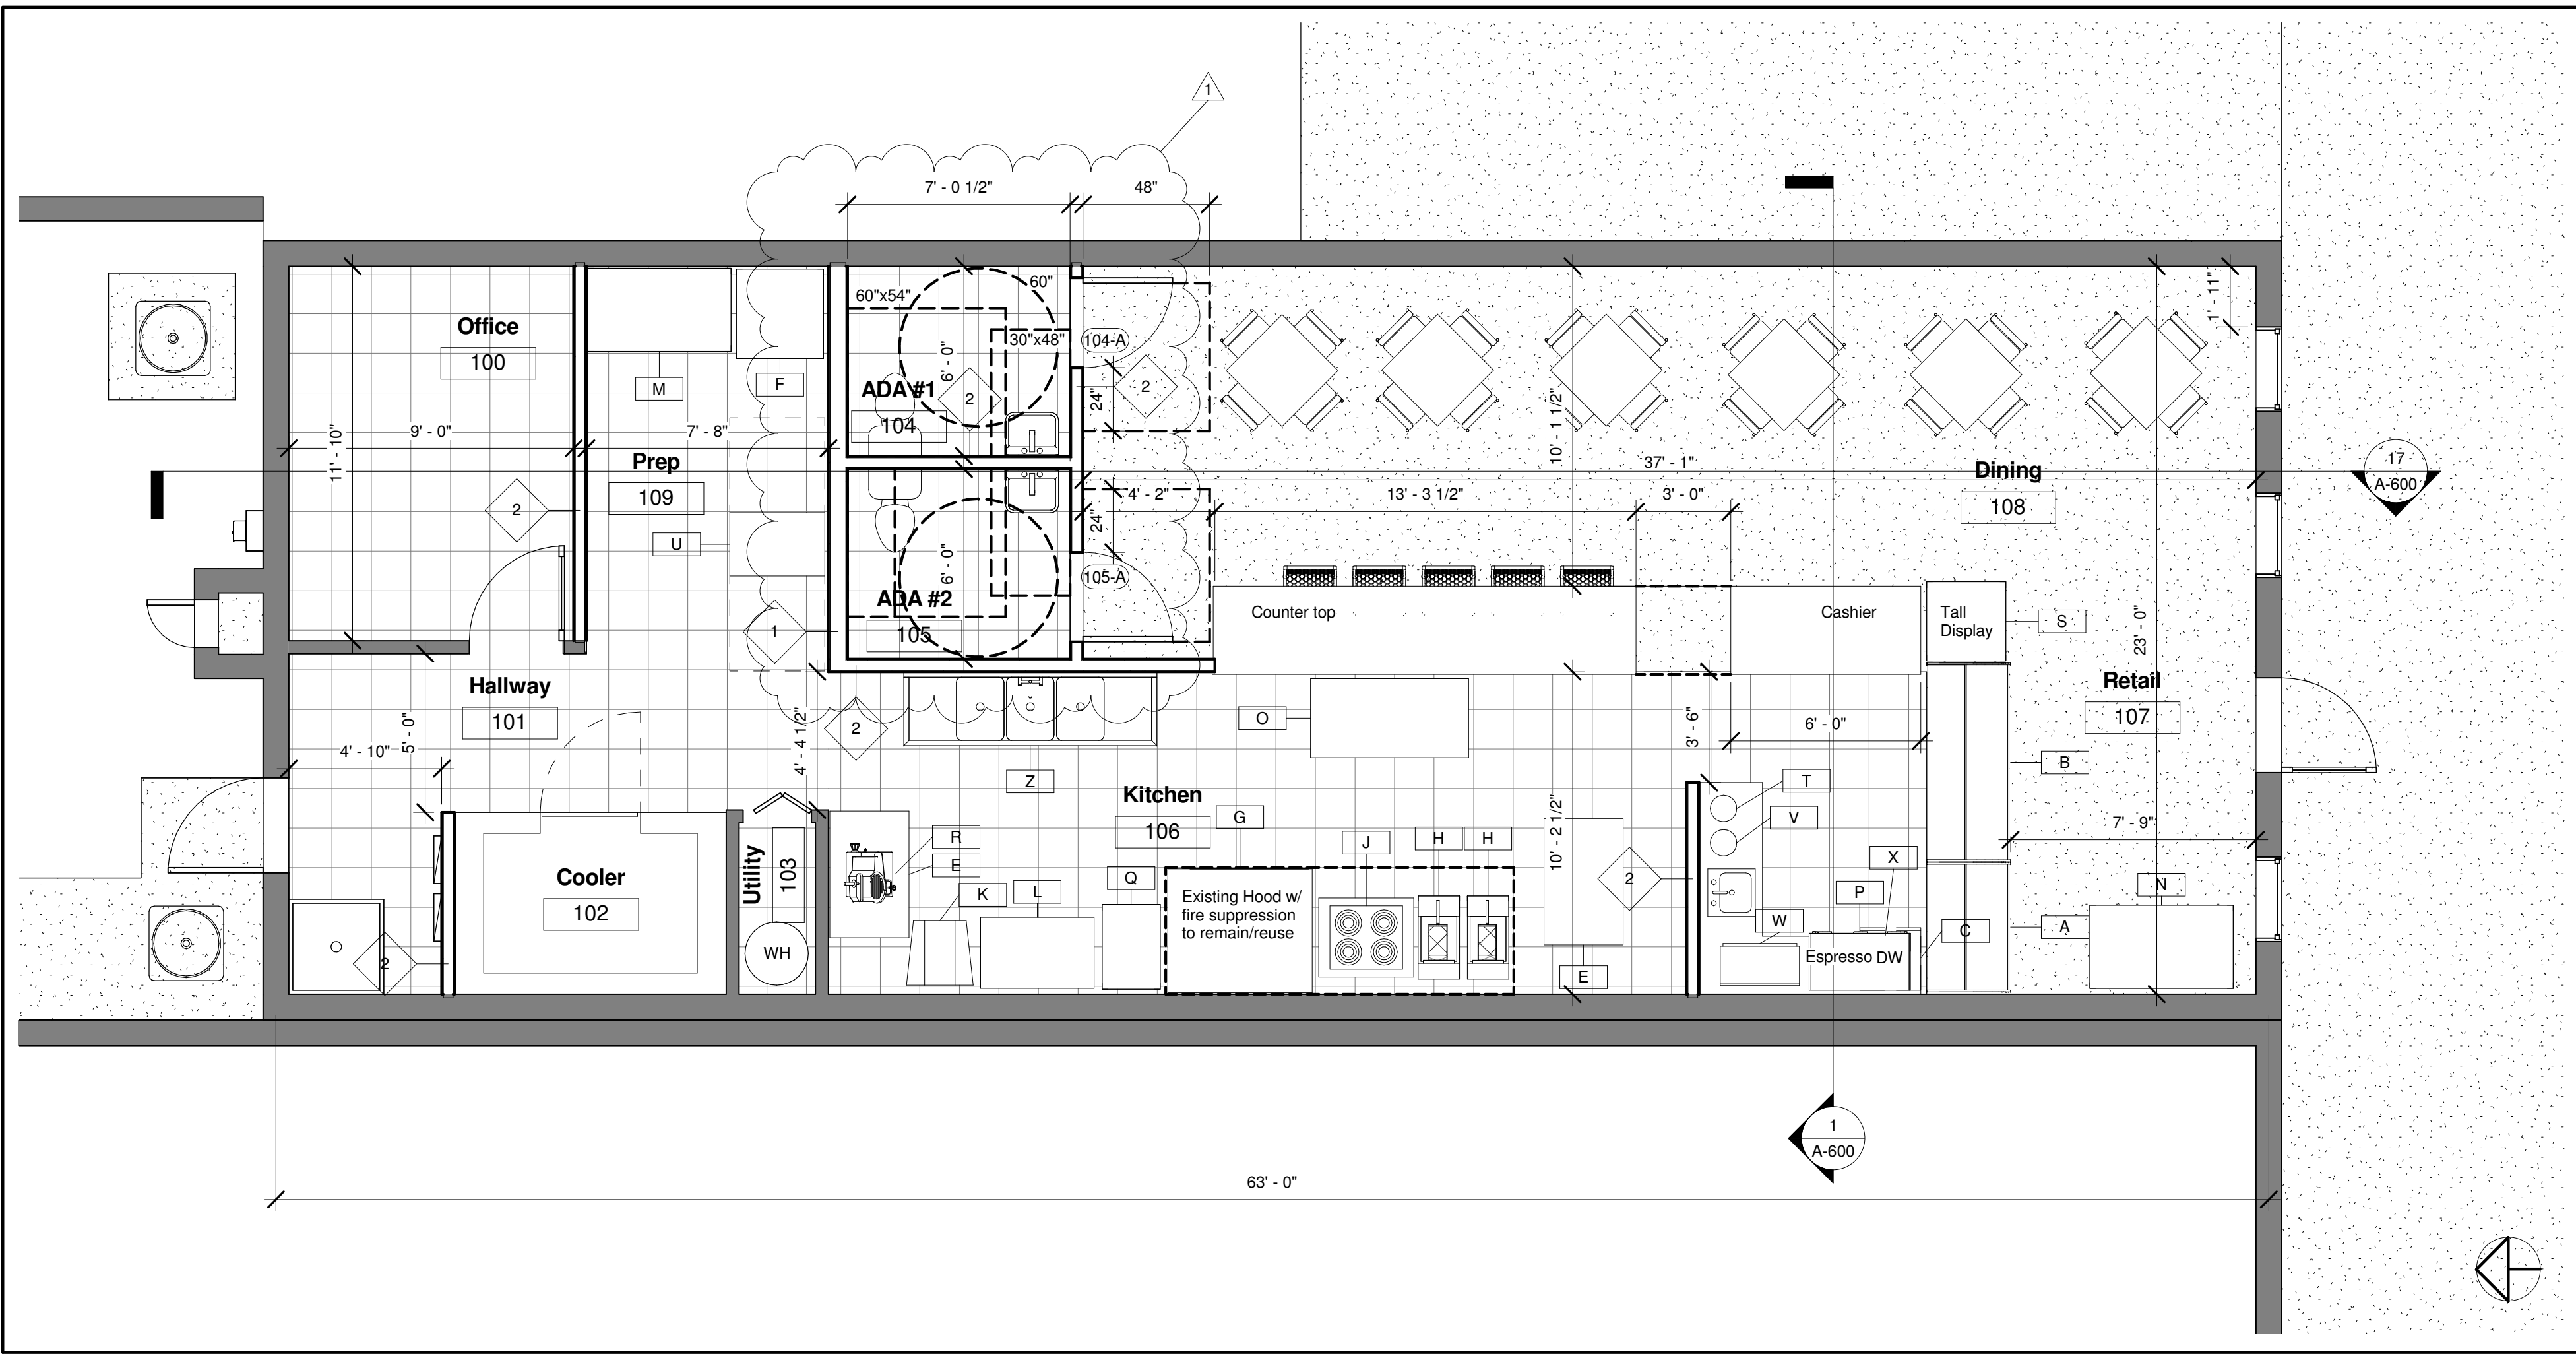 1
7' - 0 1/2"
48"
60"
60"x54"
30"x48"
1' - 11"
Office
100
M
F
104-A
ADA #1
104
6' - 0"
2
2
24"
10' - 1 1/2"
11' - 10"
9' - 0"
7' - 8"
Prep
109
2
U
37' - 1"
4' - 2"
13' - 3 1/2"
3' - 0"
Dining
108
17
A-600
24"
6' - 0"
105-A
ADA #2
105
1
Counter top
Cashier
Tall
Display
S
23' - 0"
Hallway
101
Retail
107
4' - 10"
5' - 0"
4' - 4 1/2"
2
O
3' - 6"
6' - 0"
Z
T
B
Kitchen
106
G
V
7' - 9"
R
E
J
H
H
10' - 2 1/2"
X
Cooler
102
Utility
103
K
L
Q
Existing Hood w/
fire suppression
to remain/reuse
2
P
N
W
C
A
2
WH
Espresso
DW
E
1
A-600
63' - 0"